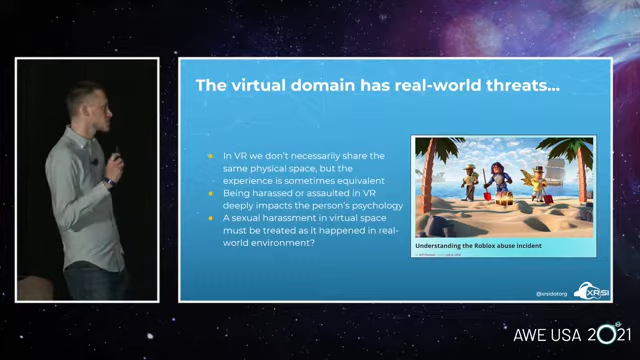 The virtual domain has real-world threats...
In VR we don't necessarily share the
same physical space, but the
experience is sometimes equivalent
Being harassed or assaulted in VR
deeply impacts the person's psychology
A sexual harassment in virtual space
must be treated as it happened in real-
world environment?
Understanding the Roblox abuse incident
@xrsidotorg
XRSI
AWE USA 2021